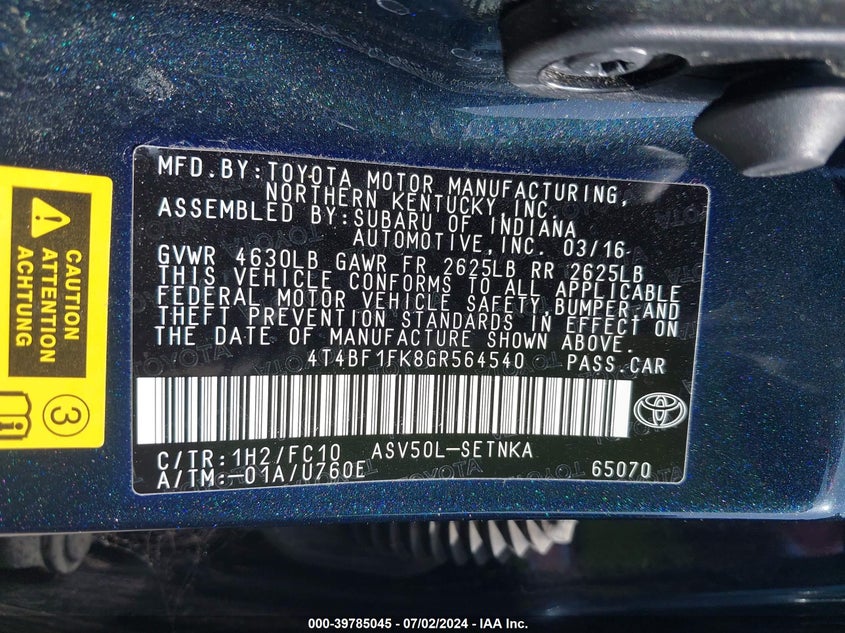 MFD.BY:TOYOTA MOTOR MANUFACTURING,
NORTHERN KENTUCKY INC.
ASSEMBLED BY:SUBARU OF INDIANA
AUTOMOTIVE,INC. 03/16
GVWR 4630LB GAWR FR 2625LB RR 2625LB
THIS VEHICLE CONFORMS TO ALL APPLICABLE
FEDERAL MOTOR VEHICLE SAFETY,BUMPER,AND
THEFT PREVENTION STANDARDS IN EFFECT ON
THE DATE OF MANUFACTURE SHOWN ABOVE.
4T4BF1FK8GR564540 PASS.CAR
C/TR:1H2/FC10 ASV50L-SETNKA
A/TM:-01A/U760E 65070
CAUTION
ATTENTION
PRECAUCIÓN
3
000-39785045 - 07/02/2024 - IAA Inc.